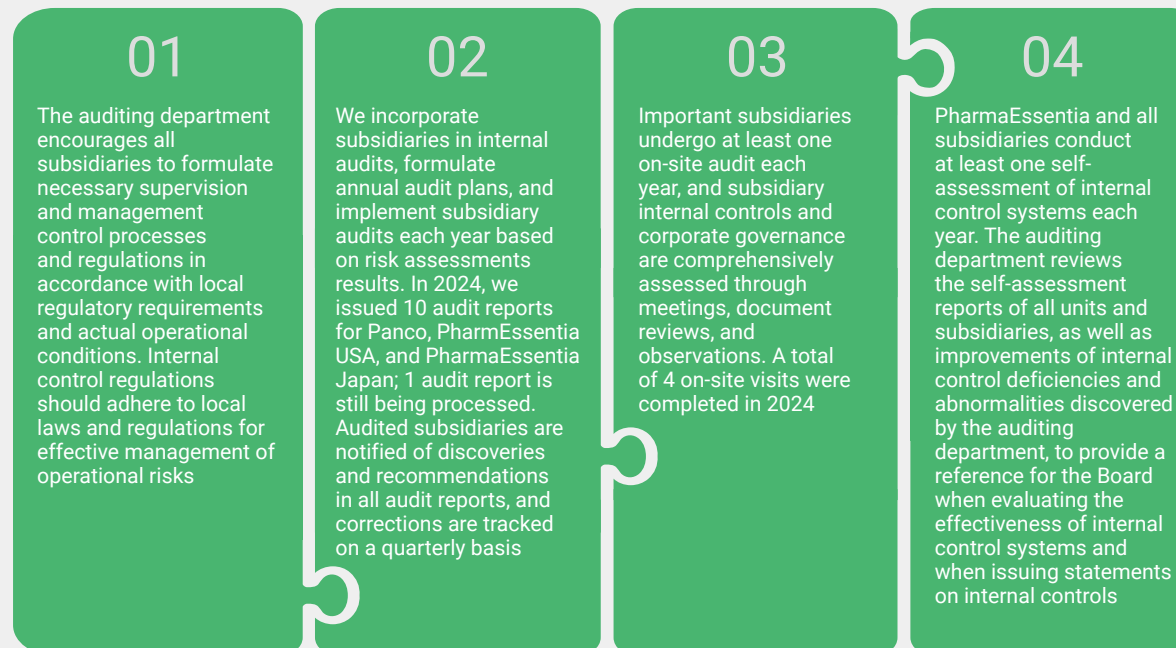 01
The auditing department
encourages all
subsidiaries to formulate
necessary supervision
and management
control processes
and regulations in
accordance with local
regulatory requirements
and actual operational
conditions. Internal
control regulations
should adhere to local
laws and regulations for
effective management of
operational risks
02
We incorporate
subsidiaries in internal
audits, formulate
annual audit plans, and
implement subsidiary
audits each year based
on risk assessments
results. In 2024, we
issued 10 audit reports
for Panco, PharmEssentia
USA, and PharmaEssentia
Japan; 1 audit report is
still being processed.
Audited subsidiaries are
notified of discoveries
and recommendations
in all audit reports, and
corrections are tracked
on a quarterly basis
03
Important subsidiaries
undergo at least one
on-site audit each
year, and subsidiary
internal controls and
corporate governance
are comprehensively
assessed through
meetings, document
reviews, and
observations. A total
of 4 on-site visits were
completed in 2024
04
PharmaEssentia and all
subsidiaries conduct
at least one self-
assessment of internal
control systems each
year. The auditing
department reviews
the self-assessment
reports of all units and
subsidiaries, as well as
improvements of internal
control deficiencies and
abnormalities discovered
by the auditing
department, to provide a
reference for the Board
when evaluating the
effectiveness of internal
control systems and
when issuing statements
on internal controls